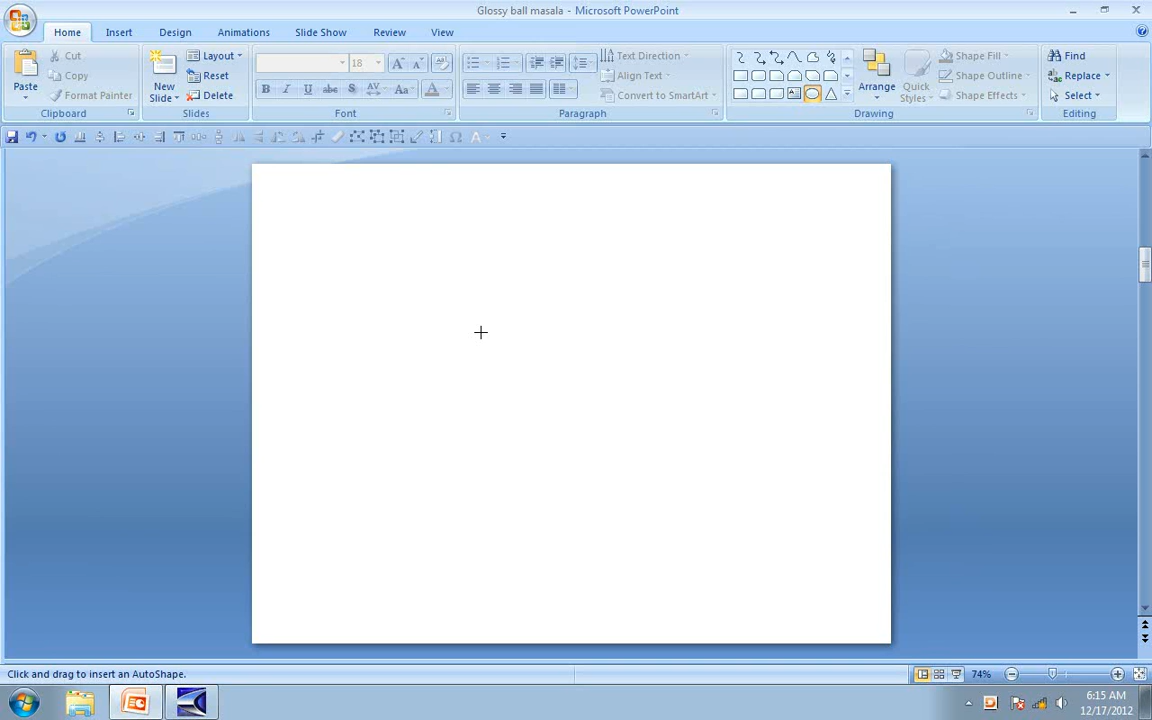 Glossy ball masala - Microsoft PowerPoint
Home Insert Design Animations Slide Show Review View
Paste Cut Copy Format Painter
New Slide Layout Reset Delete
18
B I U abc S AV Aa A
Text Direction
Align Text
Convert to SmartArt
Arrange Quick Styles
Shape Fill
Shape Outline
Shape Effects
Find
Replace
Select
Clipboard Slides Font Paragraph Drawing Editing
Click and drag to insert an AutoShape. 74%
6:15 AM
12/17/2012